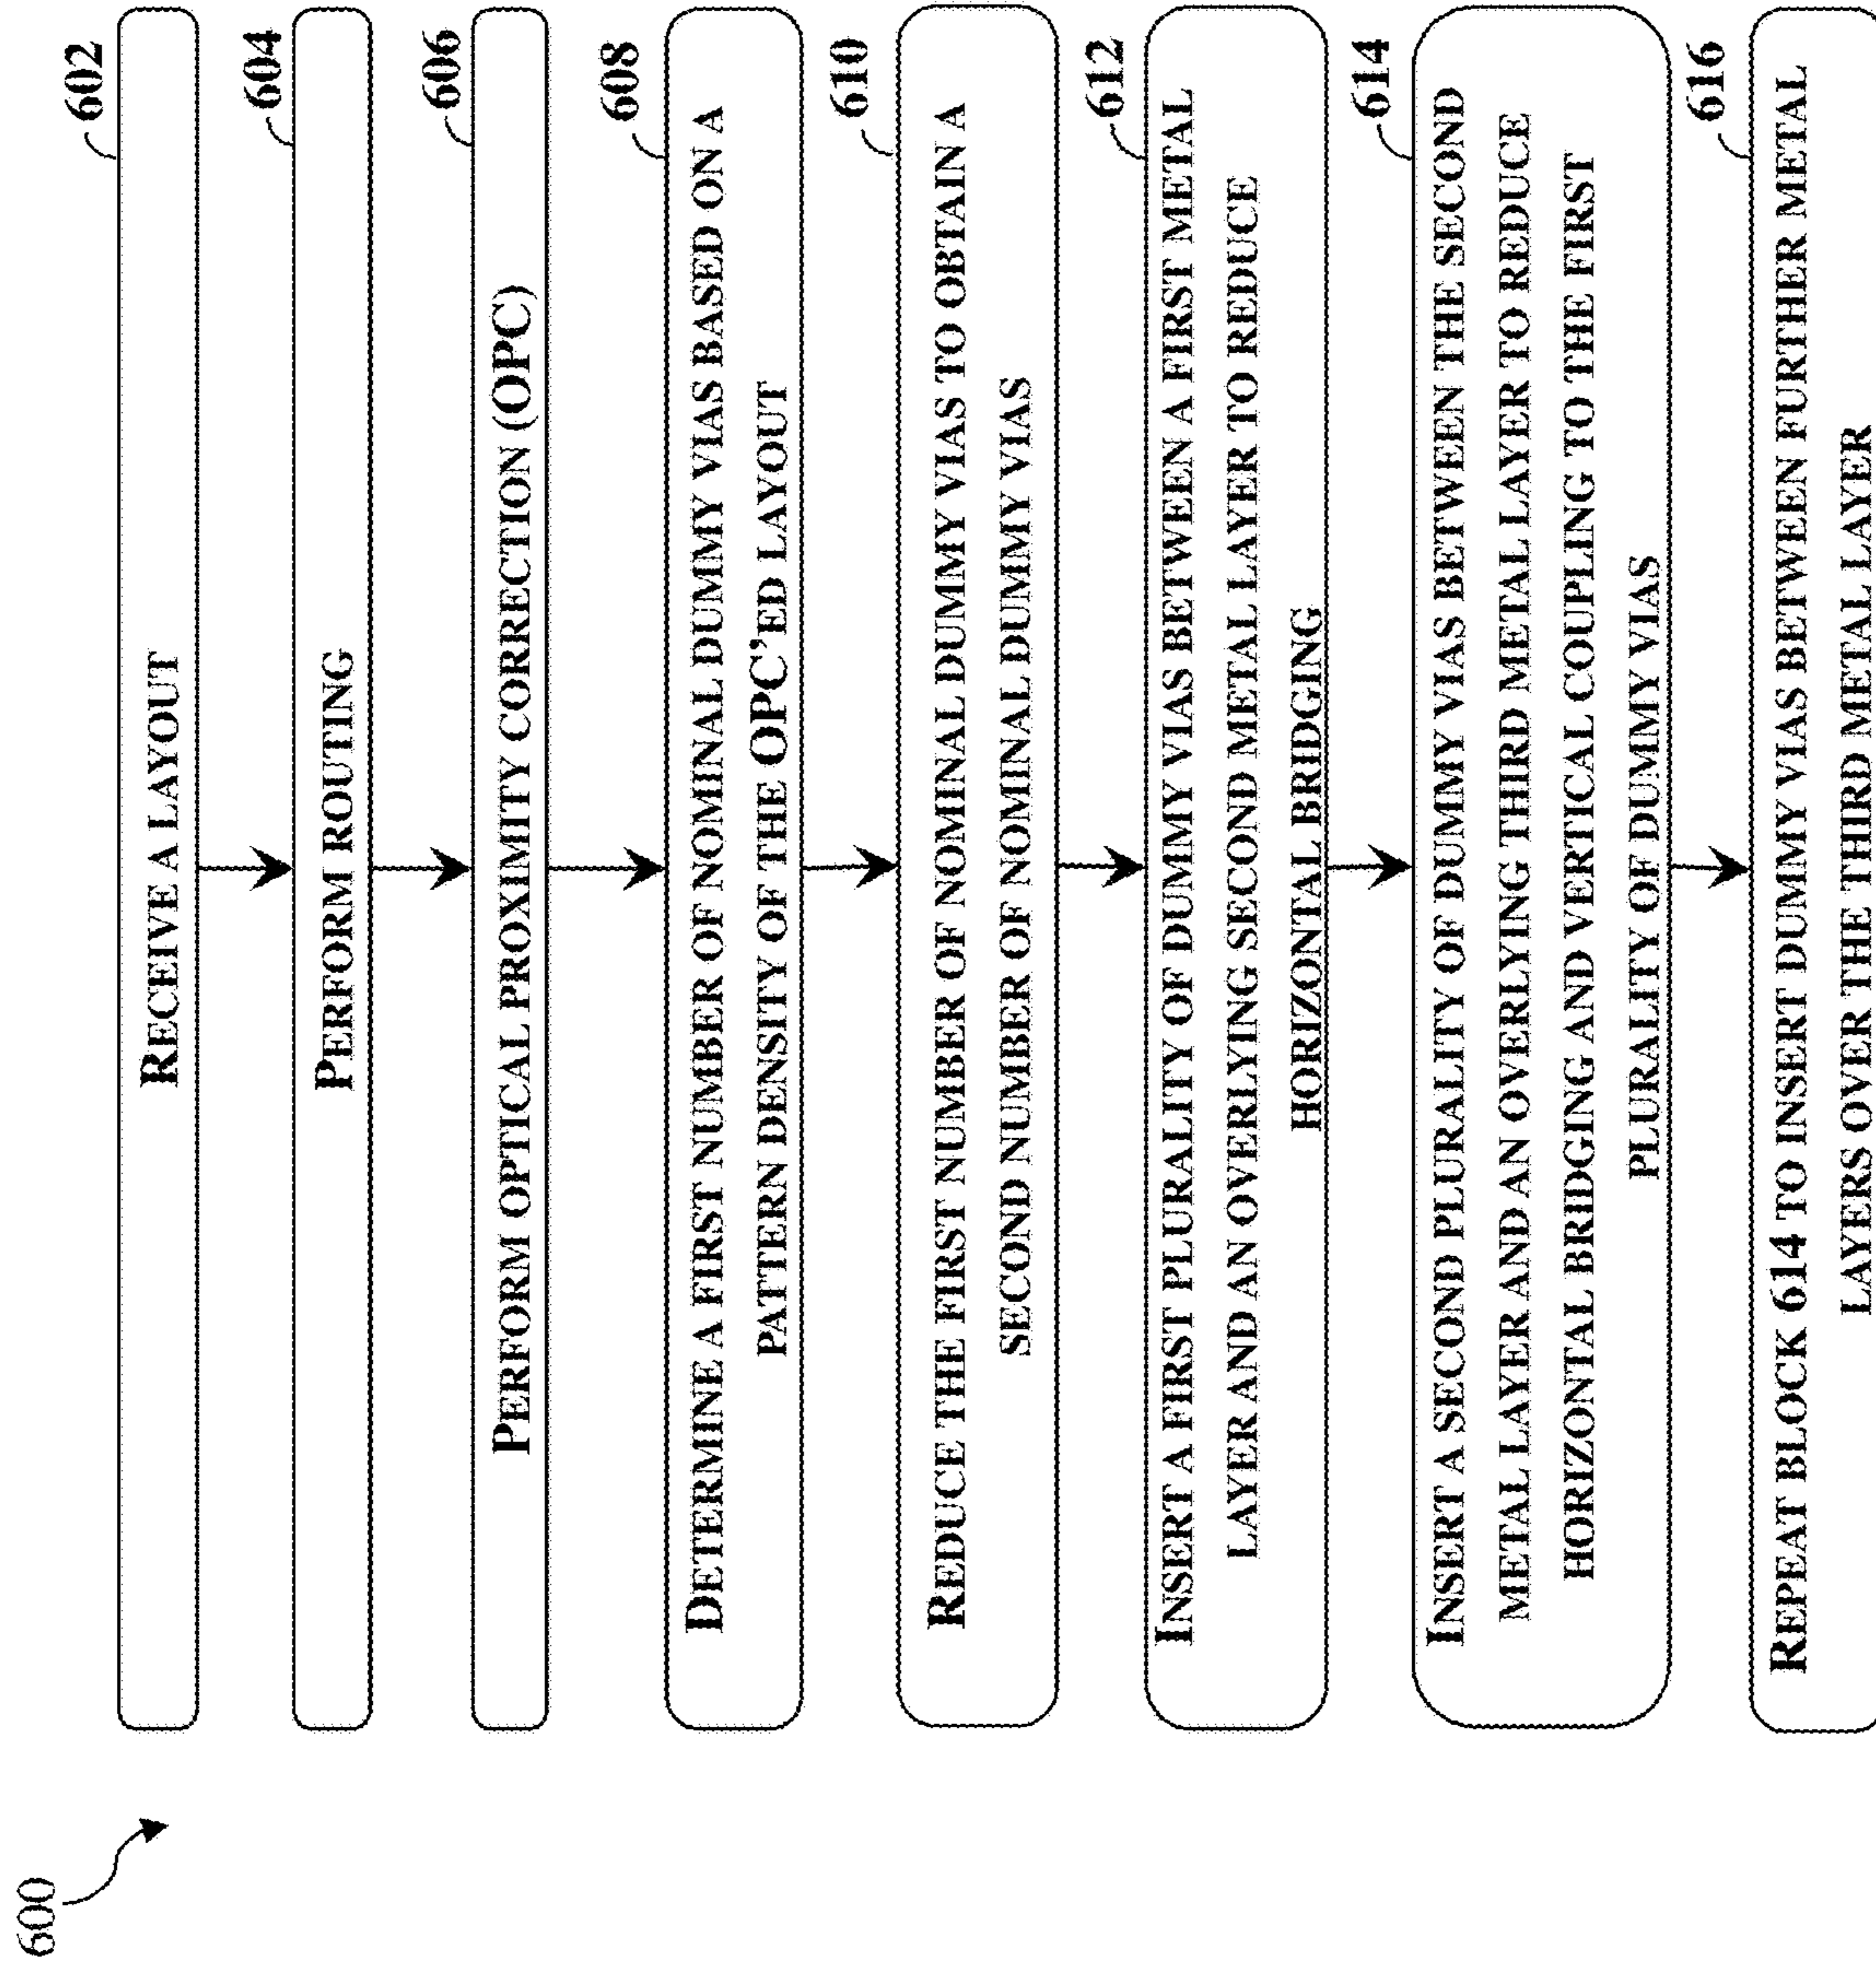 600
602
RECEIVE A LAYOUT
604
PERFORM ROUTING
606
PERFORM OPTICAL PROXIMITY CORRECTION (OPC)
608
DETERMINE A FIRST NUMBER OF NOMINAL DUMMY VIAS BASED ON A
PATTERN DENSITY OF THE OPC'ED LAYOUT
610
REDUCE THE FIRST NUMBER OF NOMINAL DUMMY VIAS TO OBTAIN A
SECOND NUMBER OF NOMINAL DUMMY VIAS
612
INSERT A FIRST PLURALITY OF DUMMY VIAS BETWEEN A FIRST METAL
LAYER AND AN OVERLYING SECOND METAL LAYER TO REDUCE
HORIZONTAL BRIDGING
614
INSERT A SECOND PLURALITY OF DUMMY VIAS BETWEEN THE SECOND
METAL LAYER AND AN OVERLYING THIRD METAL LAYER TO REDUCE
HORIZONTAL BRIDGING AND VERTICAL COUPLING TO THE FIRST
PLURALITY OF DUMMY VIAS
616
REPEAT BLOCK 614 TO INSERT DUMMY VIAS BETWEEN FURTHER METAL
LAYERS OVER THE THIRD METAL LAYER